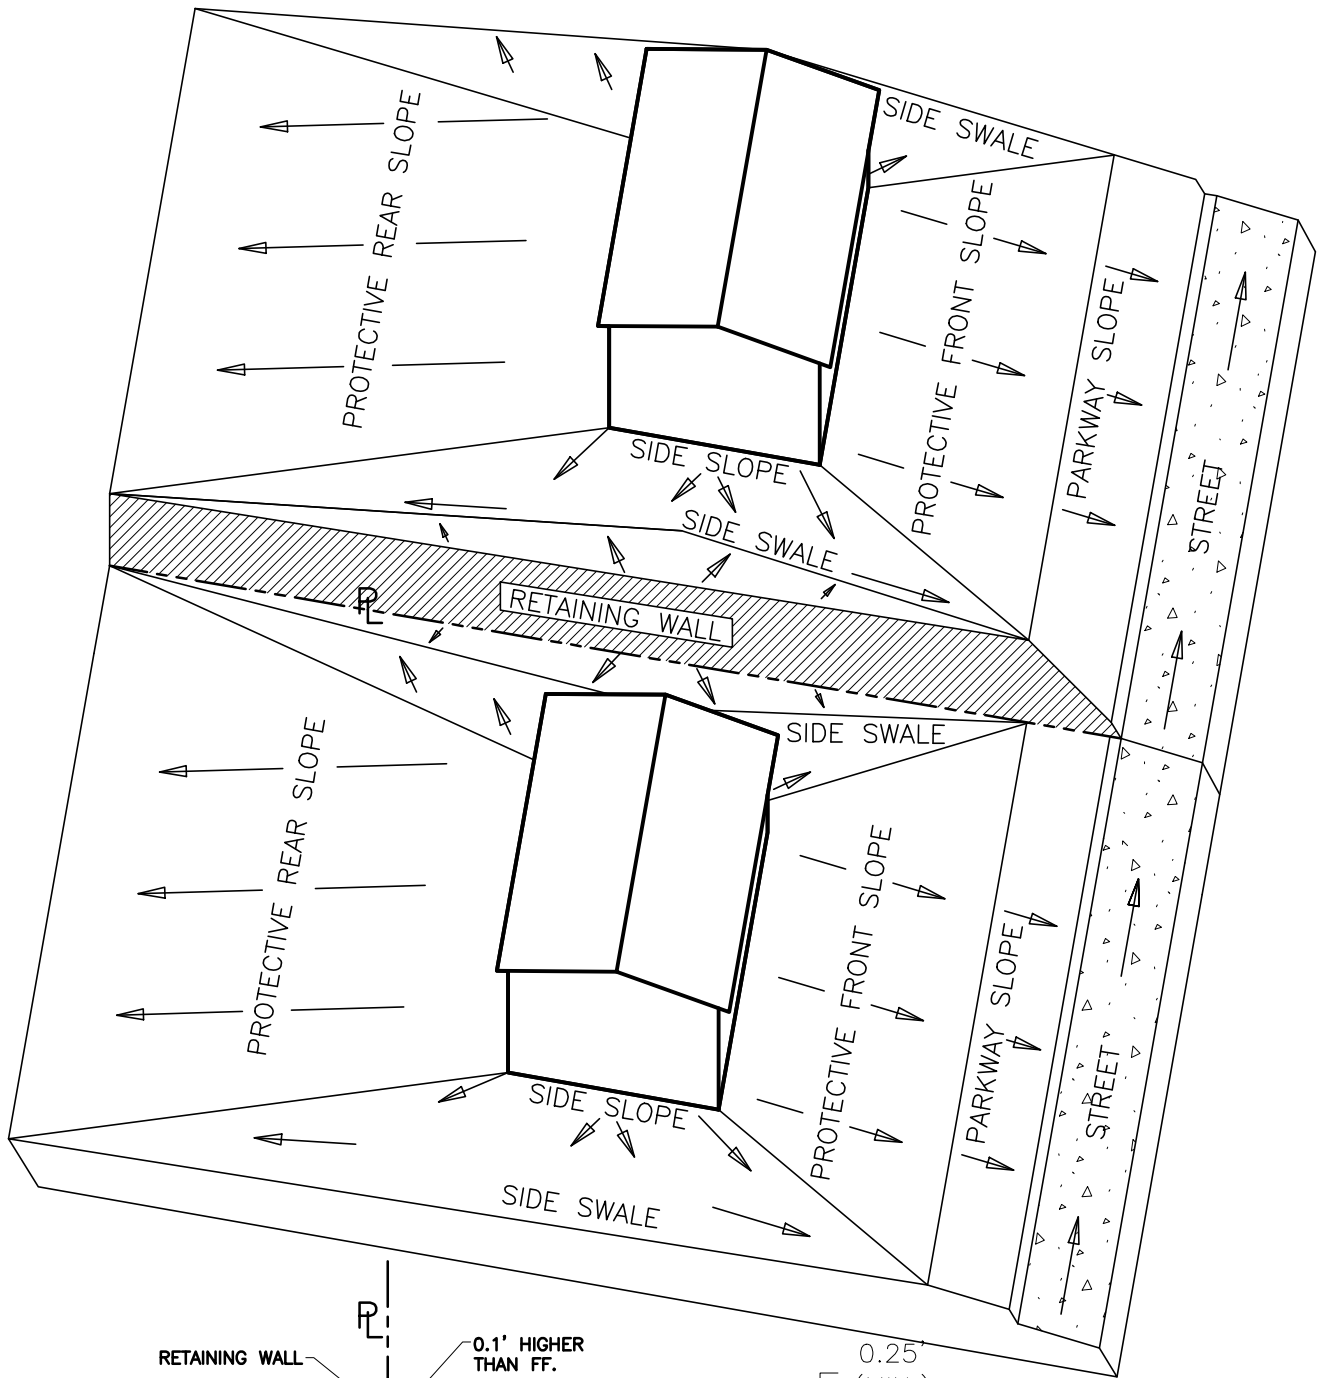 SIDE SWALE
PROTECTIVE REAR SLOPE
PROTECTIVE FRONT SLOPE
PARKWAY SLOPE
STREET
SIDE SLOPE
SIDE SWALE
PL
RETAINING WALL
SIDE SWALE
PROTECTIVE REAR SLOPE
PROTECTIVE FRONT SLOPE
PARKWAY SLOPE
STREET
SIDE SLOPE
SIDE SWALE
PL
RETAINING WALL
0.1' HIGHER
THAN FF.
0.25'